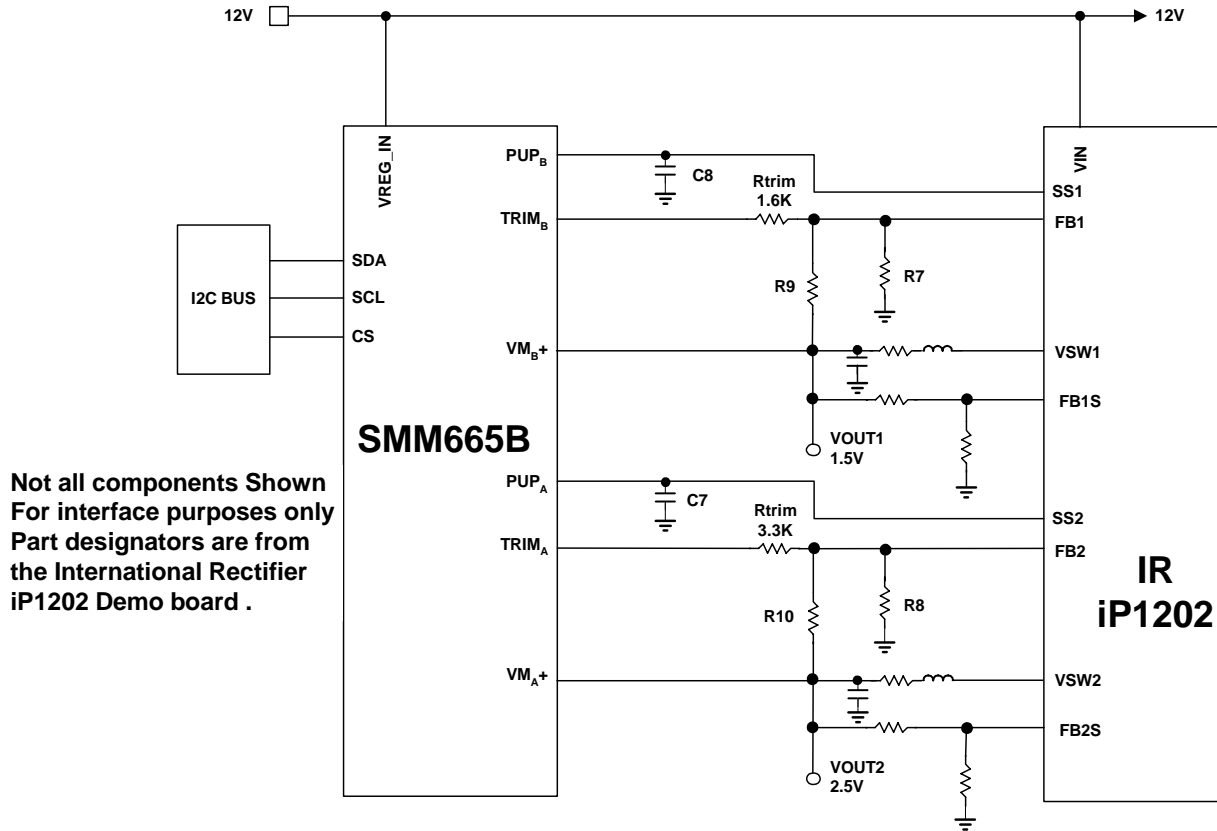 12V
12V
VREG_IN
VIN
PUPB
C8
Rtrim
1.6K
SS1
TRIMB
FB1
R7
R9
I2C BUS
SDA
SCL
CS
VMB+
VSW1
FB1S
SMM665B
VOUT1
1.5V
Not all components Shown
For interface purposes only
Part designators are from
the International Rectifier
iP1202 Demo board .
PUPA
C7
Rtrim
3.3K
SS2
TRIMA
FB2
IR
iP1202
R8
R10
VMA+
VSW2
FB2S
VOUT2
2.5V